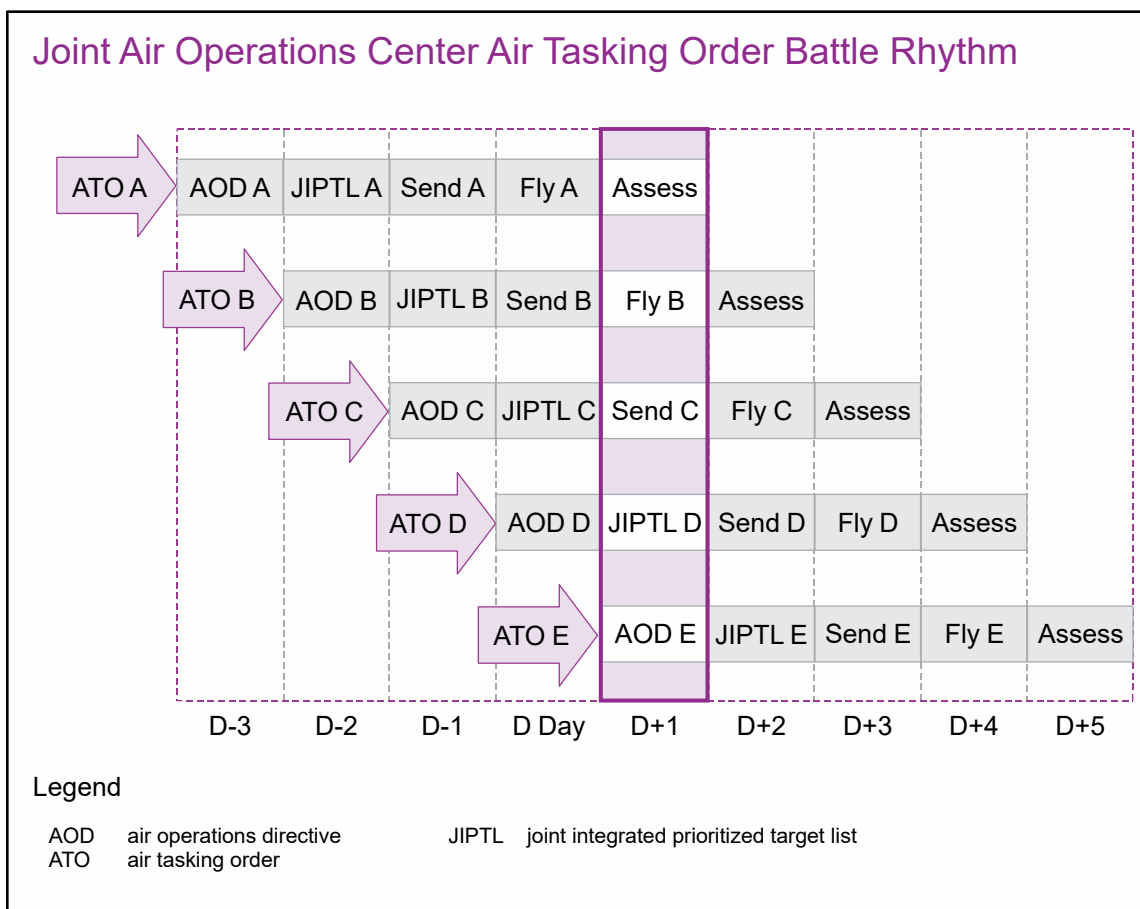 Joint Air Operations Center Air Tasking Order Battle Rhythm
ATO A AOD A JIPTL A Send A Fly A Assess
ATO B AOD B JIPTL B Send B Fly B Assess
ATO C AOD C JIPTL C Send C Fly C Assess
ATO D AOD D JIPTL D Send D Fly D Assess
ATO E AOD E JIPTL E Send E Fly E Assess
D-3 D-2 D-1 D Day D+1 D+2 D+3 D+4 D+5
Legend
AOD air operations directive JIPTL joint integrated prioritized target list
ATO air tasking order